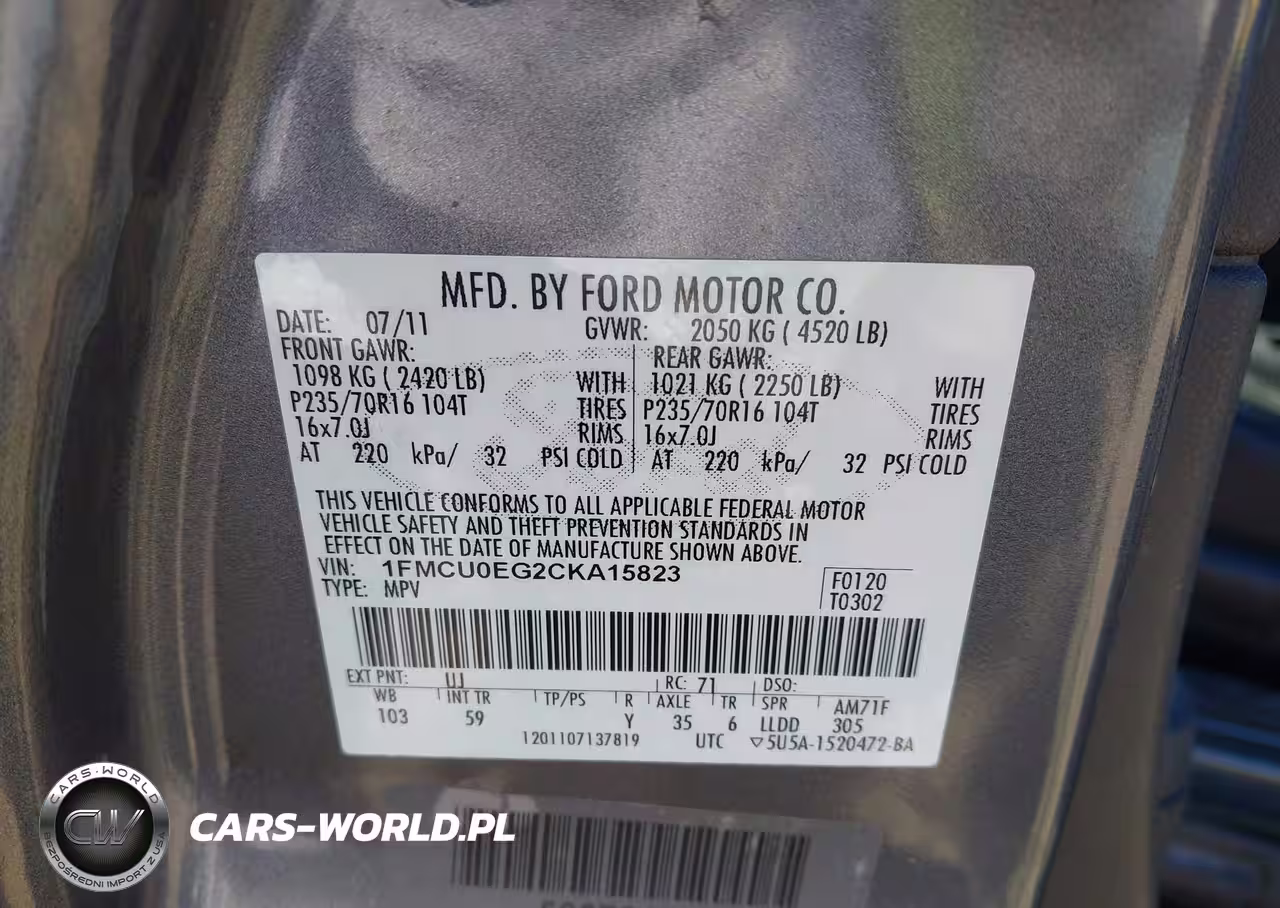 MFD. BY FORD MOTOR CO.
DATE: 07/11 GVWR: 2050 KG ( 4520 LB)
FRONT GAWR: REAR GAWR:
1098 KG ( 2420 LB) WITH 1021 KG ( 2250 LB) WITH
P235/70R16 104T TIRES P235/70R16 104T TIRES
16x7.0J RIMS 16x7.0J RIMS
AT 220 kPa/ 32 PSI COLD AT 220 kPa/ 32 PSI COLD
THIS VEHICLE CONFORMS TO ALL APPLICABLE FEDERAL MOTOR
VEHICLE SAFETY AND THEFT PREVENTION STANDARDS IN
EFFECT ON THE DATE OF MANUFACTURE SHOWN ABOVE.
VIN: 1FMCU0EG2CKA15823
TYPE: MPV
F0120
T0302
EXT PNT: UJ RC: 71 DSO:
WB INT TR TP/PS R AXLE TR SPR AM71F
103 59 Y 35 6 LLDD 305
1201107137819 UTC ▽5U5A-1520472-BA
CARS-WORLD
CW
BEZPOŚREDNI IMPORT Z USA
CARS-WORLD.PL